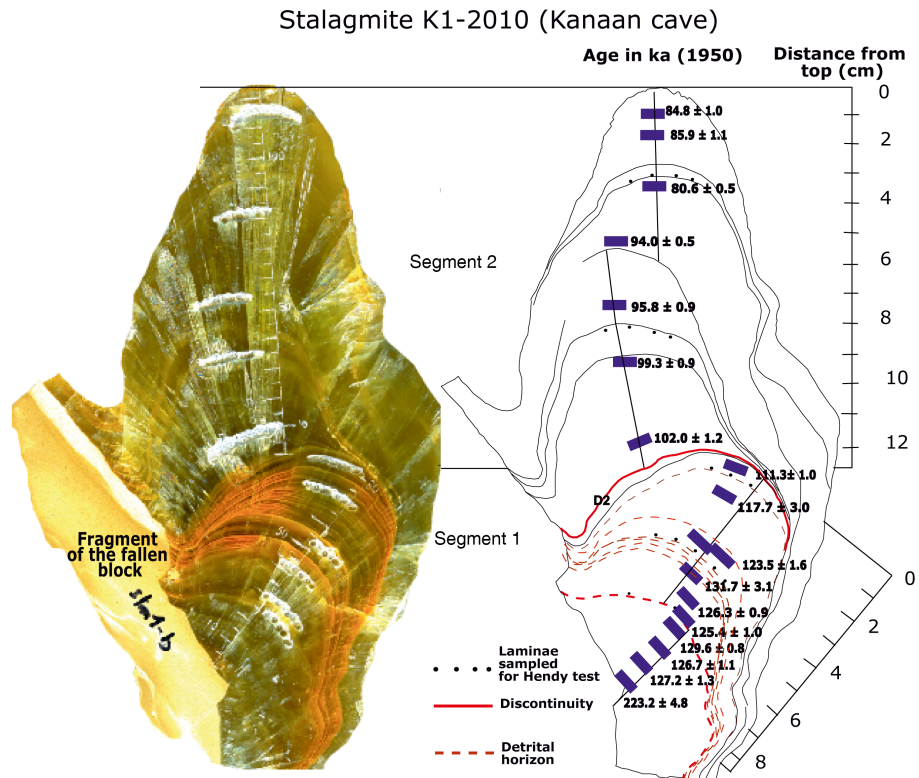 Stalagmite K1-2010 (Kanaan cave)
Age in ka (1950)
Distance from
top (cm)
0
84.8 ± 1.0
85.9 ± 1.1
2
80.6 ± 0.5
4
94.0 ± 0.5
Segment 2
6
95.8 ± 0.9
8
99.3 ± 0.9
10
102.0 ± 1.2
12
111.3± 1.0
D2
117.7 ± 3.0
Segment 1
Fragment
of the fallen
block
123.5 ± 1.6
0
131.7 ± 3.1
126.3 ± 0.9
2
125.4 ± 1.0
129.6 ± 0.8
126.7 ± 1.1
127.2 ± 1.3
223.2 ± 4.8
4
6
8
Laminae
sampled
for Hendy test
Discontinuity
Detrital
horizon